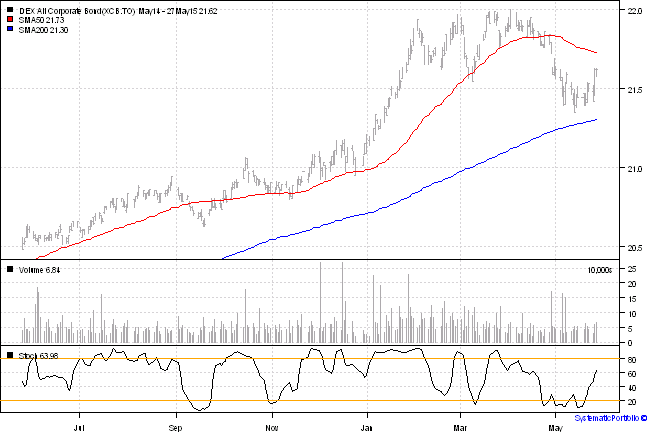 DEX All Corporate Bond(XCB.TO) May14 - 27May15 21.62
SMA50 21.73
SMA200 21.30
22.0
21.5
21.0
20.5
Volume 6.84
10,000s
25
20
15
10
5
0
Stoch 63.98
80
60
40
20
Jul
Sep
Nov
Jan
Mar
May
SystematicPortfolio ©